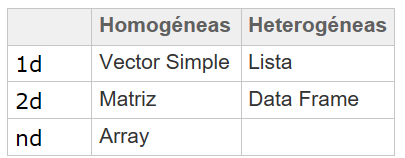 Homogéneas Heterogéneas
1d Vector Simple Lista
2d Matriz Data Frame
nd Array